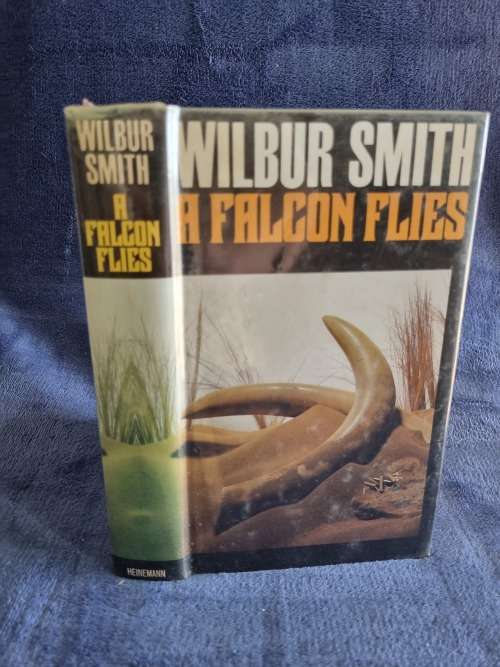 WILBUR
SMITH
A
FALCON
FLIES
HEINEMANN
WILBUR SMITH
A FALCON FLIES